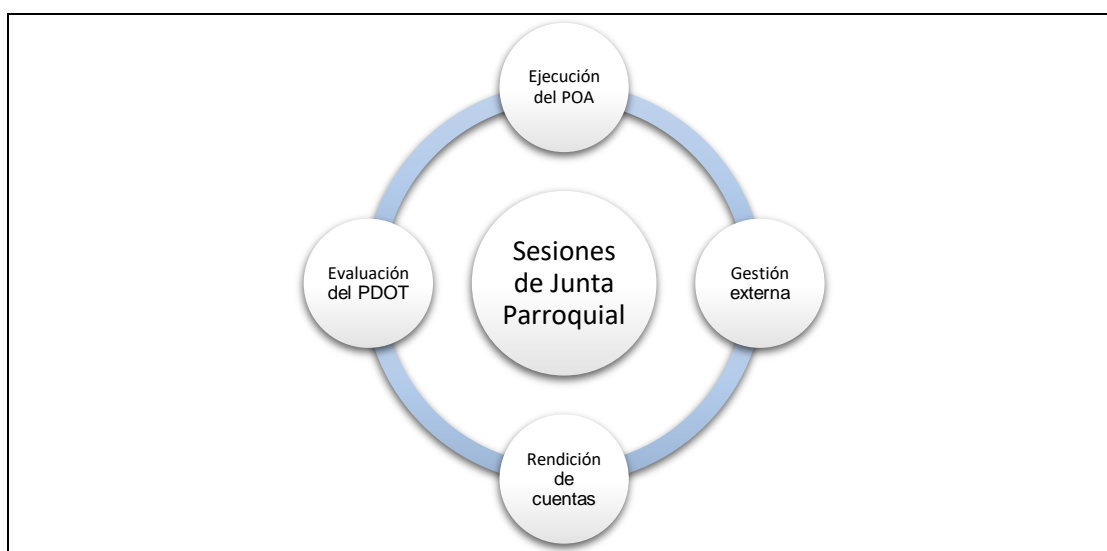 Ejecución
del POA
Evaluación
del PDOT
Sesiones
de Junta
Parroquial
Gestión
externa
Rendición
de
cuentas